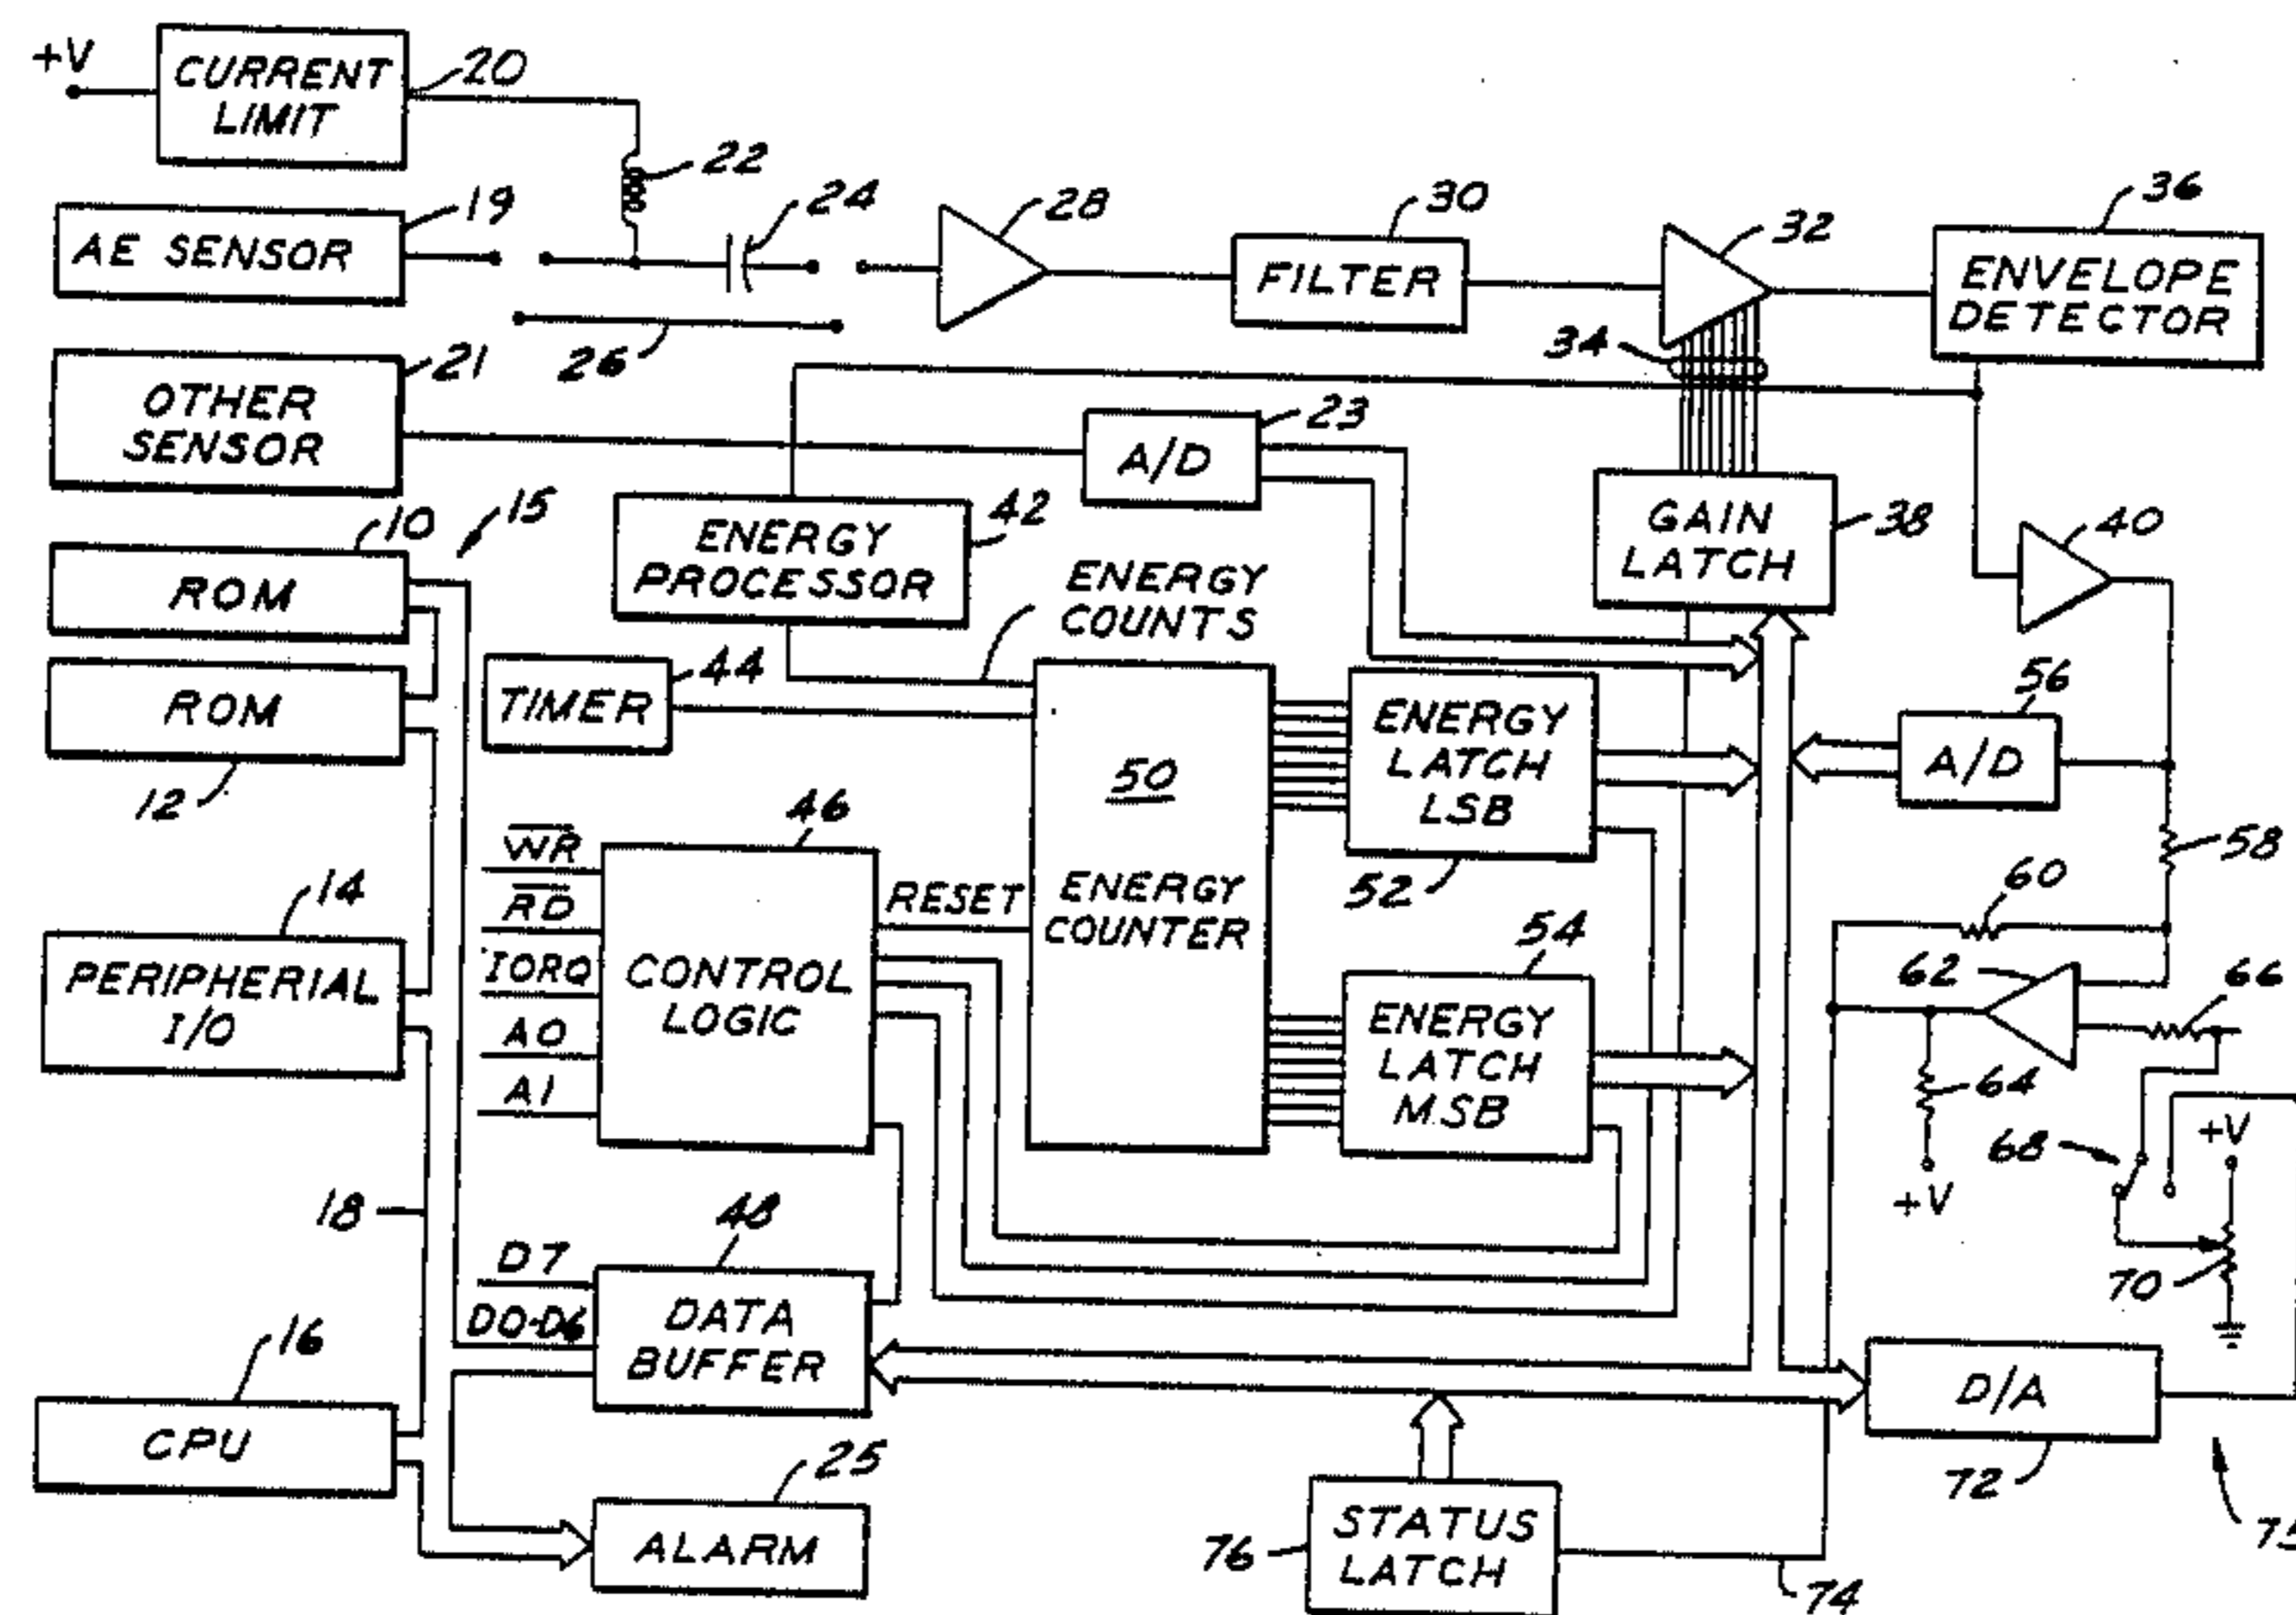 +V
CURRENT
LIMIT
20
22
AE SENSOR
19
24
28
FILTER
30
32
ENVELOPE
DETECTOR
36
26
34
OTHER
SENSOR
21
A/D
23
GAIN
LATCH
38
40
ROM
10
15
ENERGY
PROCESSOR
42
ENERGY
COUNTS
ROM
12
TIMER
44
50
ENERGY
COUNTER
ENERGY
LATCH
LSB
52
A/D
56
58
60
PERIPHERIAL
I/O
14
WR
RD
IORQ
A0
A1
CONTROL
LOGIC
46
RESET
ENERGY
LATCH
MSB
54
62
66
64
+V
68
+V
70
18
D7
D0-D6
DATA
BUFFER
48
CPU
16
ALARM
25
STATUS
LATCH
76
74
D/A
72
75